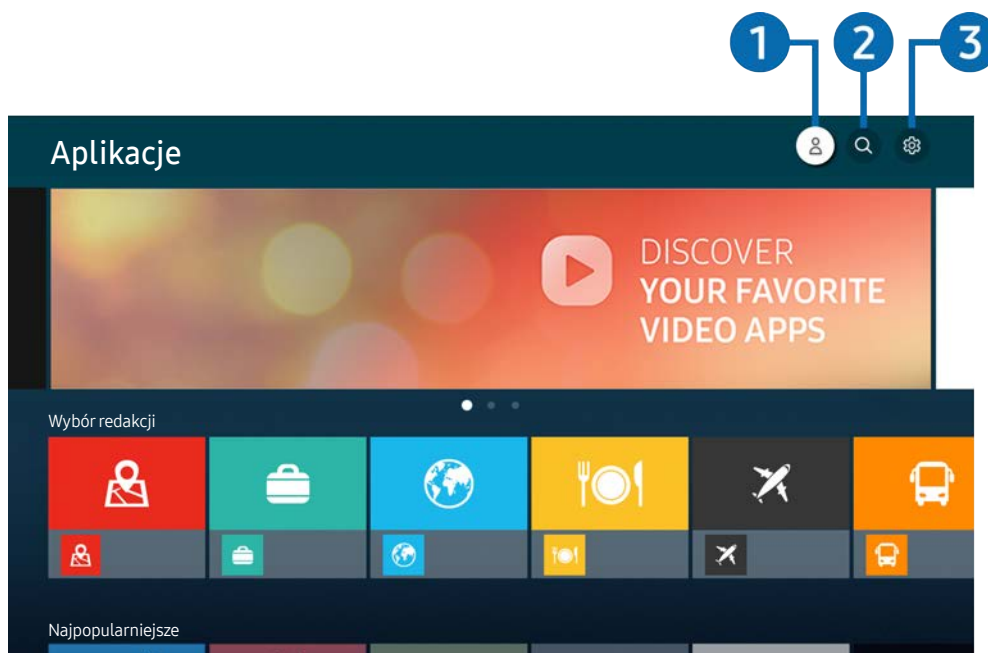 1 2 3
Aplikacje
DISCOVER
YOUR FAVORITE
VIDEO APPS
Wybór redakcji
Najpopularniejsze